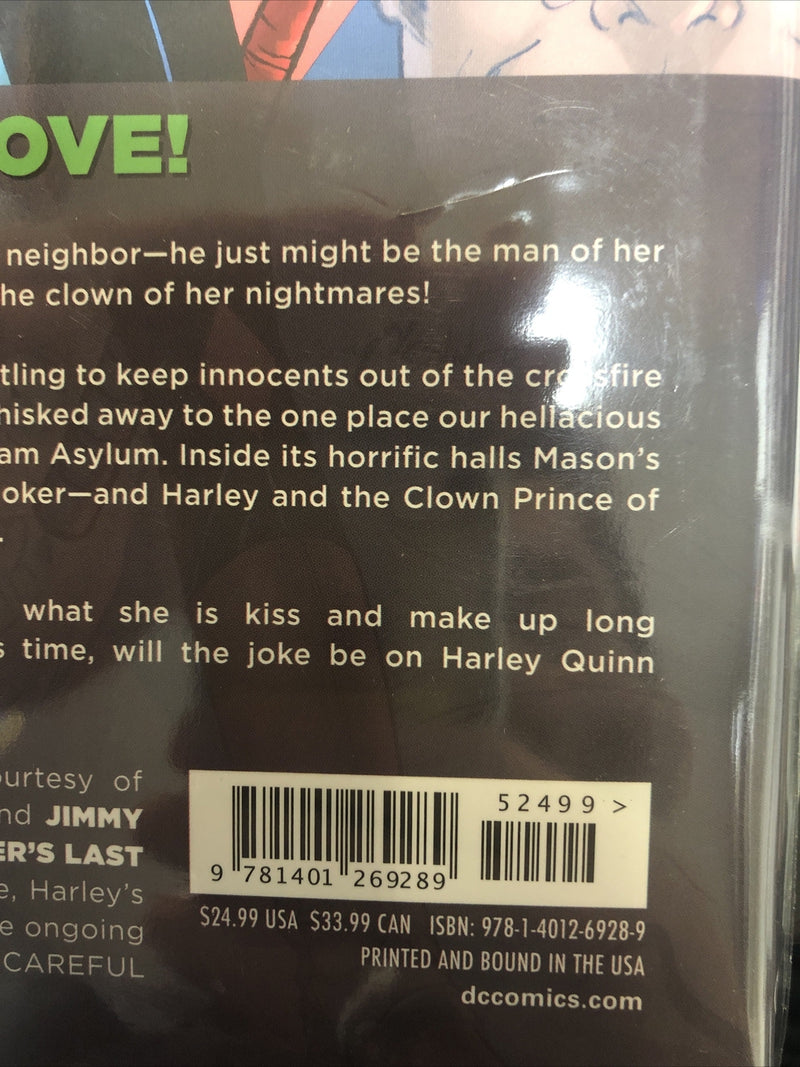 OVE!
neighbor—he just might be the man of her
he clown of her nightmares!
tling to keep innocents out of the crossfire
hisked away to the one place our hellacious
am Asylum. Inside its horrific halls Mason's
oker—and Harley and the Clown Prince of
.
what she is kiss and make up long
s time, will the joke be on Harley Quinn
ourtesy of
nd JIMMY
ER'S LAST
e, Harley's
e ongoing
CAREFUL
52499 >
9 781401 269289
$24.99 USA $33.99 CAN ISBN: 978-1-4012-6928-9
PRINTED AND BOUND IN THE USA
dccomics.com